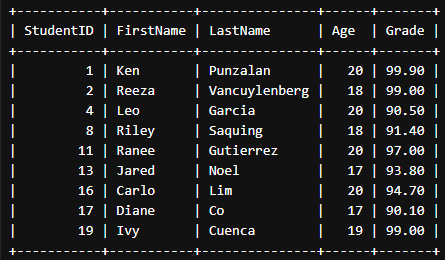 +-----------+-----------+--------------+------+-------+
| StudentID | FirstName | LastName     | Age  | Grade |
+-----------+-----------+--------------+------+-------+
|         1 | Ken       | Punzalan     |   20 | 99.90 |
|         2 | Reeza     | Vancuylenberg |   18 | 99.00 |
|         4 | Leo       | Garcia       |   20 | 90.50 |
|         8 | Riley     | Saquing      |   18 | 91.40 |
|        11 | Ranee     | Gutierrez    |   20 | 97.00 |
|        13 | Jared     | Noel         |   17 | 93.80 |
|        16 | Carlo     | Lim          |   20 | 94.70 |
|        17 | Diane     | Co           |   17 | 90.10 |
|        19 | Ivy       | Cuenca       |   19 | 99.00 |
+-----------+-----------+--------------+------+-------+